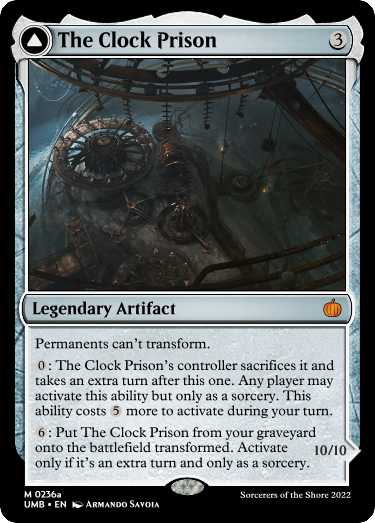 The Clock Prison 3
Legendary Artifact
Permanents can't transform.
0: The Clock Prison's controller sacrifices it and
takes an extra turn after this one. Any player may
activate this ability but only as a sorcery. This
ability costs 5 more to activate during your turn.
6: Put The Clock Prison from your graveyard
onto the battlefield transformed. Activate
only if it's an extra turn and only as a sorcery.
10/10
M 0236a
UMB • EN Armando Savoia
Sorcerers of the Shore 2022